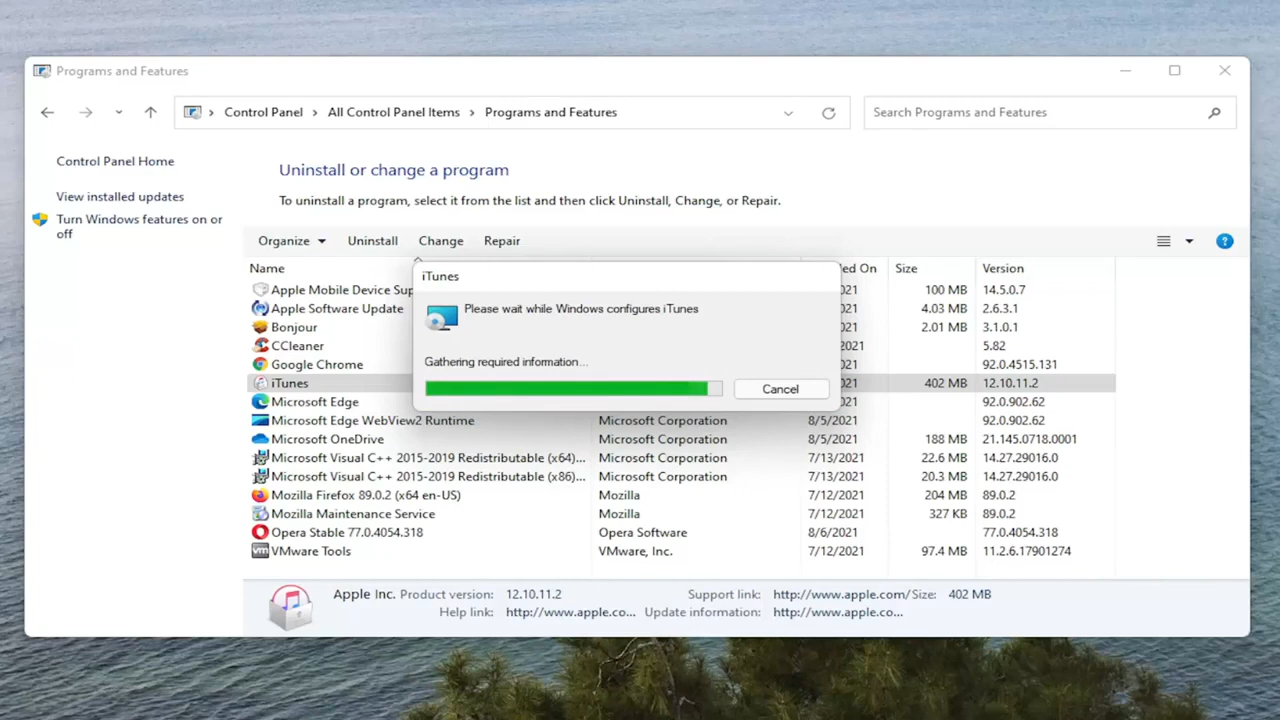 Programs and Features
Control Panel > All Control Panel Items > Programs and Features
Search Programs and Features
Control Panel Home
View installed updates
Turn Windows features on or
off
Uninstall or change a program
To uninstall a program, select it from the list and then click Uninstall, Change, or Repair.
Organize Uninstall Change Repair
Name ed On Size Version
Apple Mobile Device Sup 021 100 MB 14.5.0.7
Apple Software Update 021 4.03 MB 2.6.3.1
Bonjour 021 2.01 MB 3.1.0.1
CCleaner 2021 5.82
Google Chrome 021 92.0.4515.131
iTunes 021 402 MB 12.10.11.2
Microsoft Edge 92.0.902.62
Microsoft Edge WebView2 Runtime Microsoft Corporation 8/5/2021 92.0.902.62
Microsoft OneDrive Microsoft Corporation 8/5/2021 188 MB 21.145.0718.0001
Microsoft Visual C++ 2015-2019 Redistributable (x64)... Microsoft Corporation 7/13/2021 22.6 MB 14.27.29016.0
Microsoft Visual C++ 2015-2019 Redistributable (x86)... Microsoft Corporation 7/13/2021 20.3 MB 14.27.29016.0
Mozilla Firefox 89.0.2 (x64 en-US) Mozilla 7/12/2021 204 MB 89.0.2
Mozilla Maintenance Service Mozilla 7/12/2021 327 KB 89.0.2
Opera Stable 77.0.4054.318 Opera Software 8/6/2021 77.0.4054.318
VMware Tools VMware, Inc. 7/12/2021 97.4 MB 11.2.6.17901274
iTunes
Please wait while Windows configures iTunes
Gathering required information...
Cancel
Apple Inc. Product version: 12.10.11.2 Support link: http://www.apple.com/ Size: 402 MB
Help link: http://www.apple.co... Update information: http://www.apple.co...